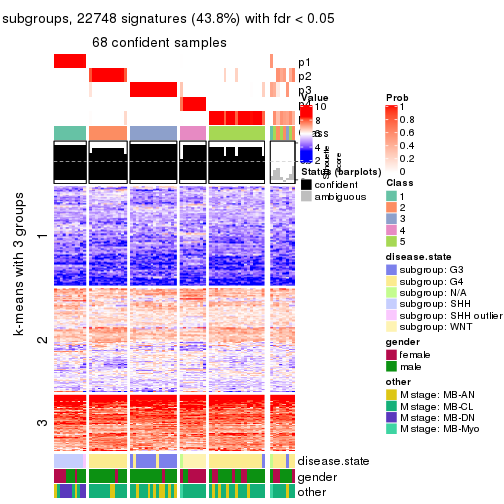 subgroups, 22748 signatures (43.8%) with fdr < 0.05
68 confident samples
p1
p2
p3
Value
10
8
6
4
2
Prob
1
0.8
0.6
0.4
0.2
0
Silhouette
score
Status (barplots)
confident
ambiguous
Class
1
2
3
4
5
k-means with 3 groups
1
2
3
disease.state
subgroup: G3
subgroup: G4
subgroup: N/A
subgroup: SHH
subgroup: SHH outlier
subgroup: WNT
gender
female
male
other
M stage: MB-AN
M stage: MB-CL
M stage: MB-DN
M stage: MB-Myo
disease.state
gender
other